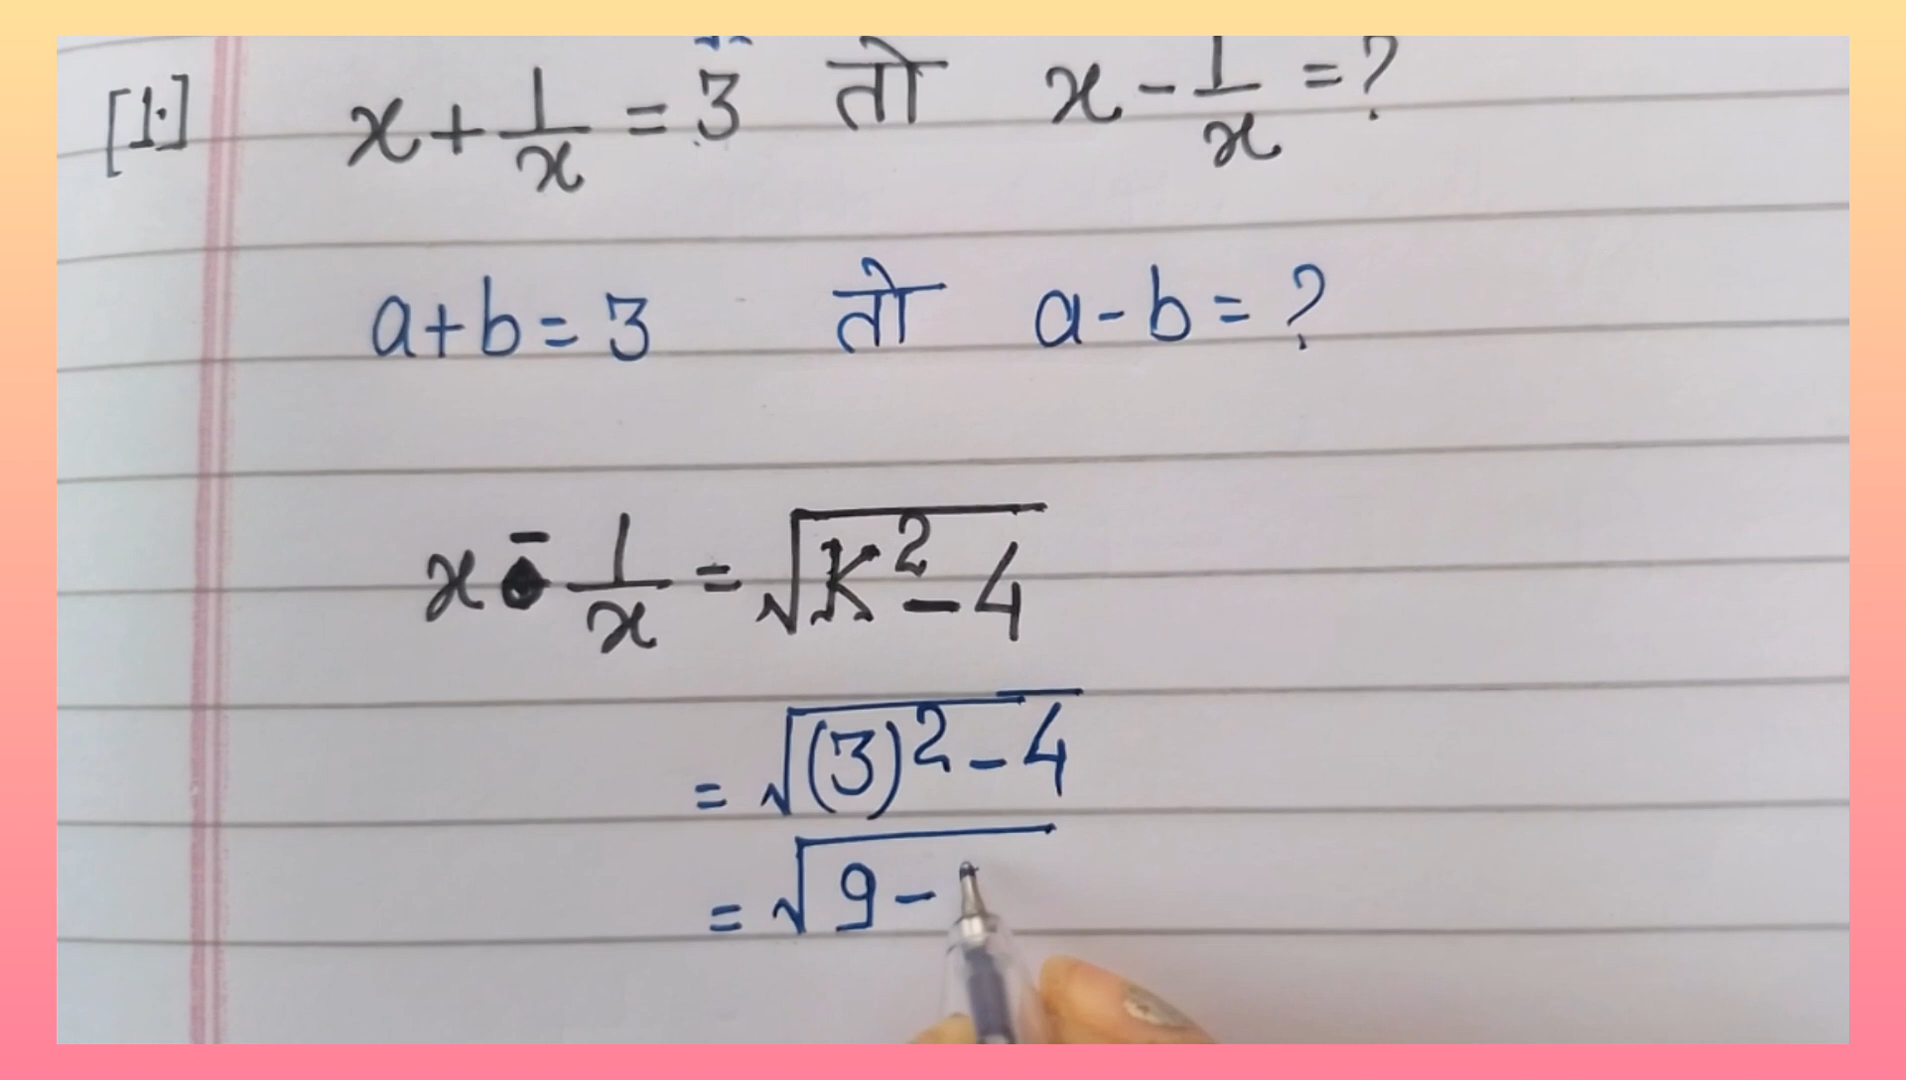 [1.] x + 1/x = 3 तो x - 1/x = ?
a + b = 3 तो a - b = ?
x - 1/x = √(K² - 4)
= √((3)² - 4)
= √(9 -